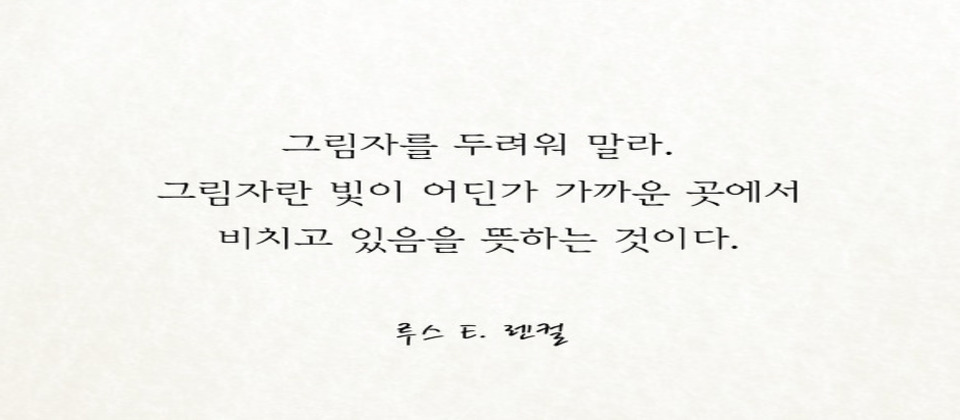 그림자를 두려워 말라.
그림자란 빛이 어딘가 가까운 곳에서
비치고 있음을 뜻하는 것이다.
루스 E. 렌컬